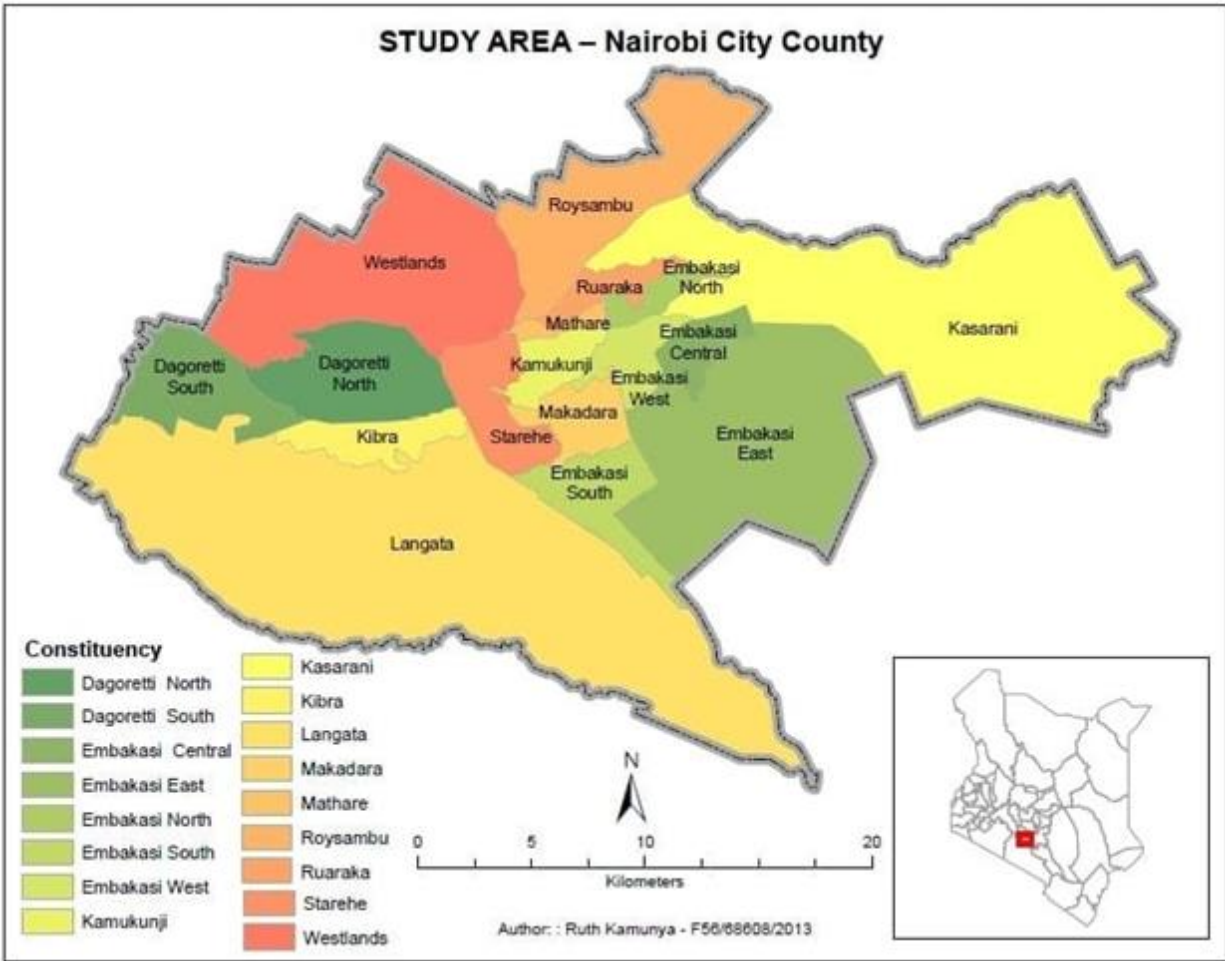 STUDY AREA – Nairobi City County
Roysambu
Westlands
Embakasi
North
Ruaraka
Mathare
Kasarani
Embakasi
Central
Dagoretti
South
Dagoretti
North
Kamukunji
Embakasi
West
Makadara
Kibra
Starehe
Embakasi
East
Embakasi
South
Langata
Constituency
Dagoretti North
Dagoretti South
Embakasi Central
Embakasi East
Embakasi North
Embakasi South
Embakasi West
Kamukunji
Kasarani
Kibra
Langata
Makadara
Mathare
Roysambu
Ruaraka
Starehe
Westlands
N
0 5 10 20
Kilometers
Author: : Ruth Kamunya - F56/68608/2013